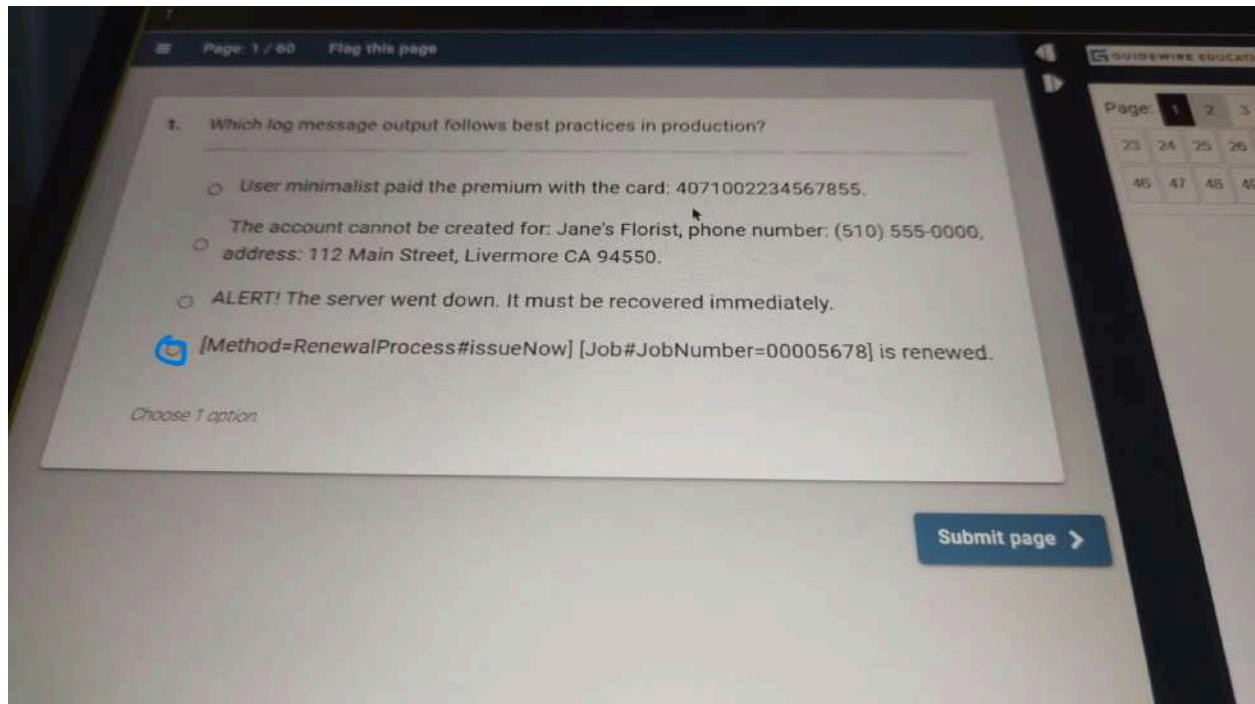 Page: 1 / 60 Flag this page
GUIDEWIRE EDUCATI
Page: 1 2 3
23 24 25 26
46 47 48 49
1. Which log message output follows best practices in production?
User minimalist paid the premium with the card: 4071002234567855.
The account cannot be created for: Jane's Florist, phone number: (510) 555-0000,
address: 112 Main Street, Livermore CA 94550.
ALERT! The server went down. It must be recovered immediately.
[Method=RenewalProcess#issueNow] [Job#JobNumber=00005678] is renewed.
Choose 1 option.
Submit page